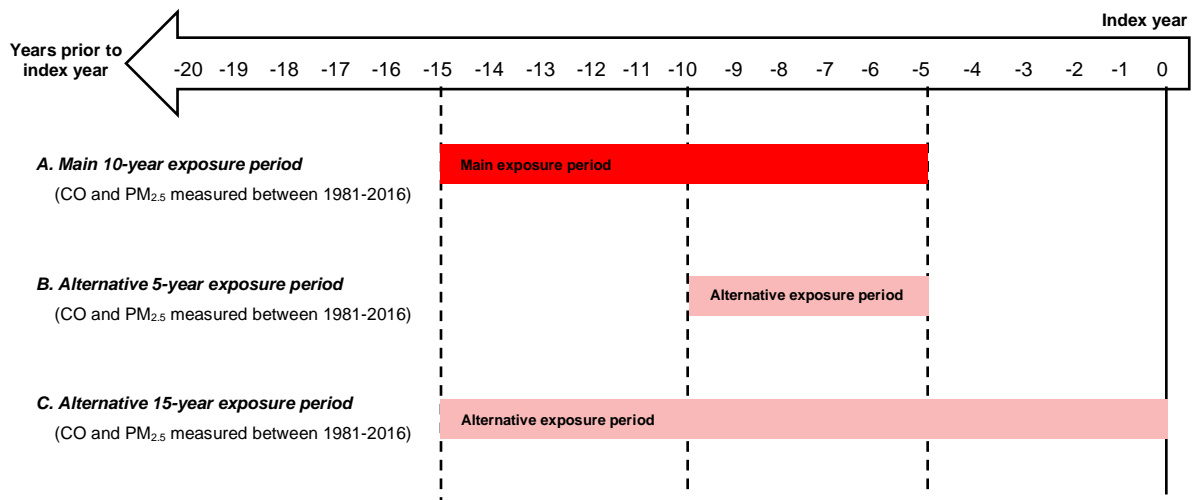 Index year
Years prior to
index year
-20 -19 -18 -17 -16 -15 -14 -13 -12 -11 -10 -9 -8 -7 -6 -5 -4 -3 -2 -1 0
A. Main 10-year exposure period
Main exposure period
(CO and PM2.5 measured between 1981-2016)
B. Alternative 5-year exposure period
Alternative exposure period
(CO and PM2.5 measured between 1981-2016)
C. Alternative 15-year exposure period
Alternative exposure period
(CO and PM2.5 measured between 1981-2016)